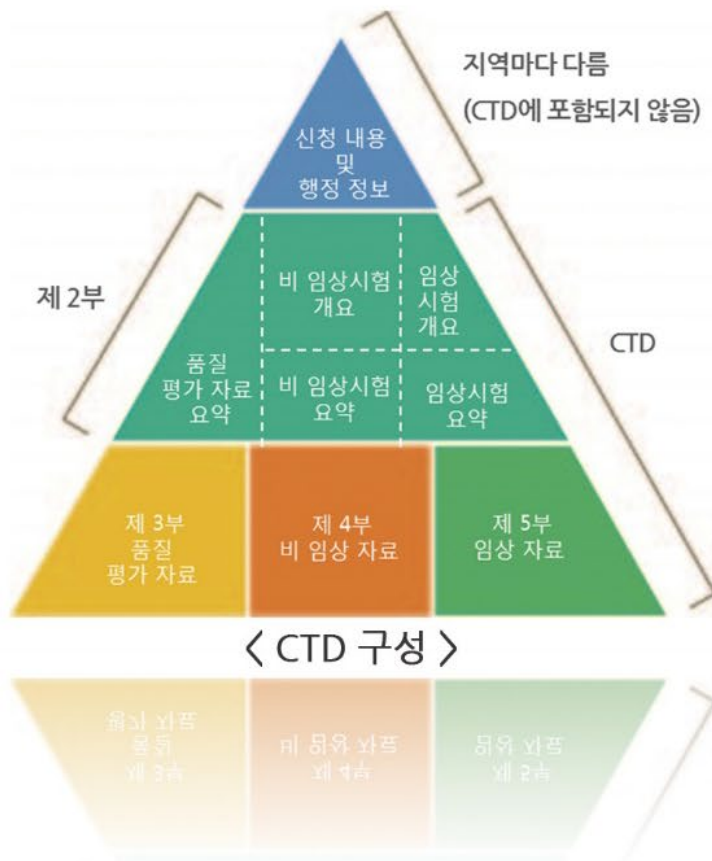 지역마다 다름
(CTD에 포함되지 않음)
신청 내용
및
행정 정보
제 2부
비 임상시험
개요
임상
시험
개요
CTD
품질
평가 자료
요약
비 임상시험
요약
임상시험
요약
제 3부
품질
평가 자료
제 4부
비 임상 자료
제 5부
임상 자료
< CTD 구성 >